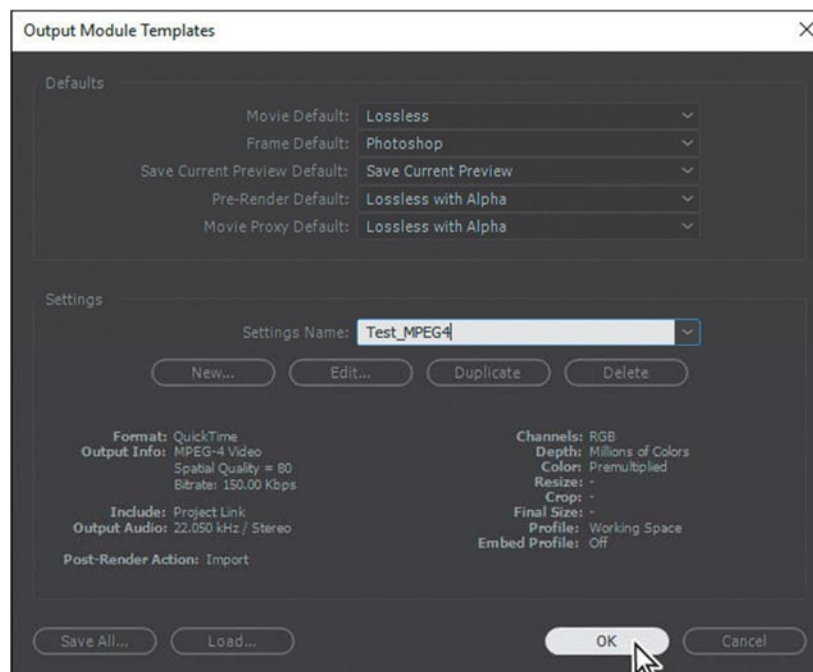 Output Module Templates
Defaults
Movie Default: Lossless
Frame Default: Photoshop
Save Current Preview Default: Save Current Preview
Pre-Render Default: Lossless with Alpha
Movie Proxy Default: Lossless with Alpha
Settings
Settings Name: Test_MPEG4
New... Edit... Duplicate Delete
Format: QuickTime
Output Info: MPEG-4 Video
Spatial Quality = 80
Bitrate: 150.00 Kbps
Include: Project Link
Output Audio: 22.050 kHz / Stereo
Post-Render Action: Import
Channels: RGB
Depth: Millions of Colors
Color: Premultiplied
Resize: -
Crop: -
Final Size: -
Profile: Working Space
Embed Profile: Off
Save All... Load... OK Cancel